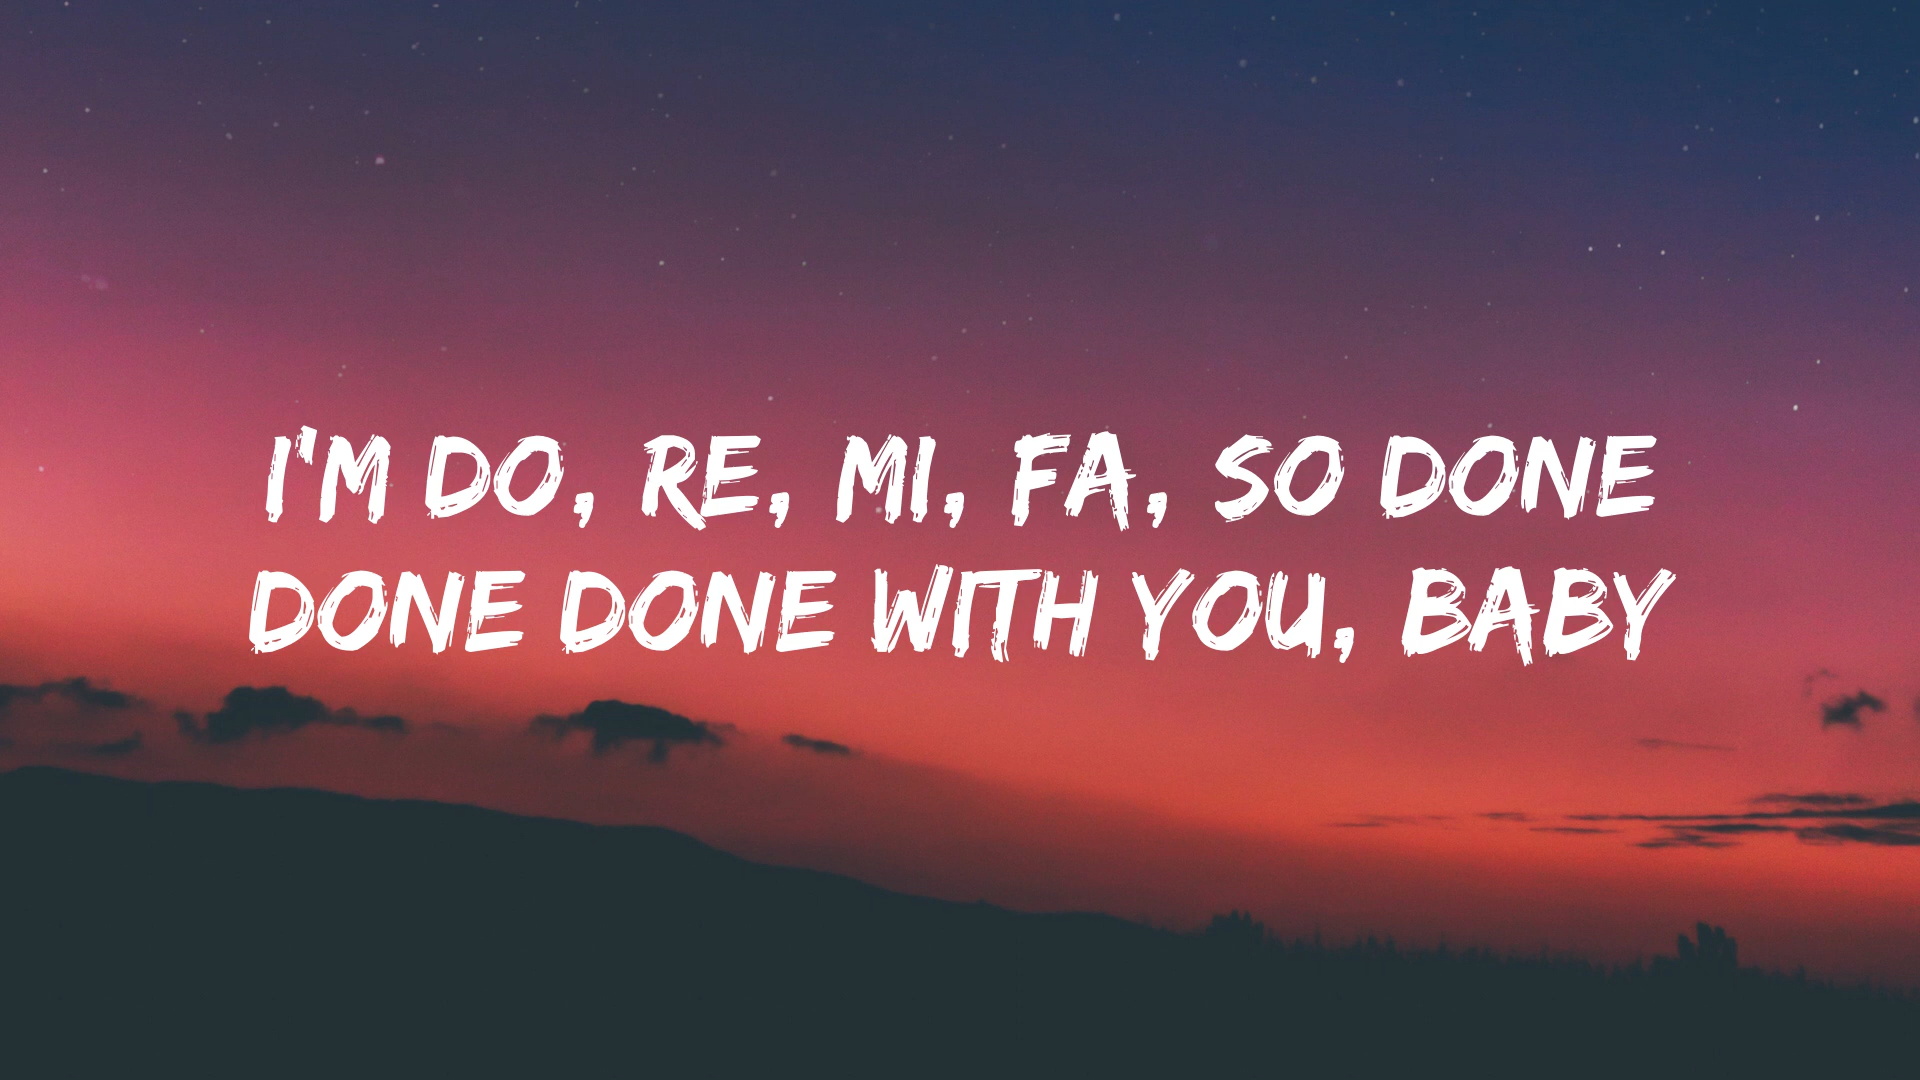 I'M DO, RE, MI, FA, SO DONE
DONE DONE WITH YOU, BABY